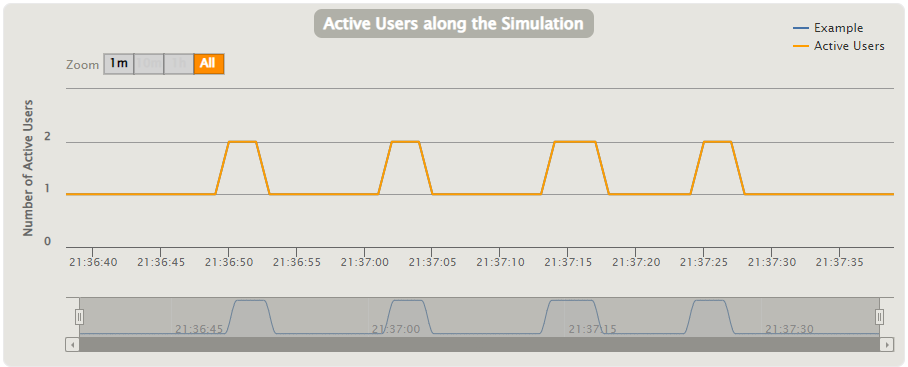 Active Users along the Simulation
Example
Active Users
Zoom 1m 10m 1h All
Number of Active Users
2
1
0
21:36:40 21:36:45 21:36:50 21:36:55 21:37:00 21:37:05 21:37:10 21:37:15 21:37:20 21:37:25 21:37:30 21:37:35
21:36:45 21:37:00 21:37:15 21:37:30